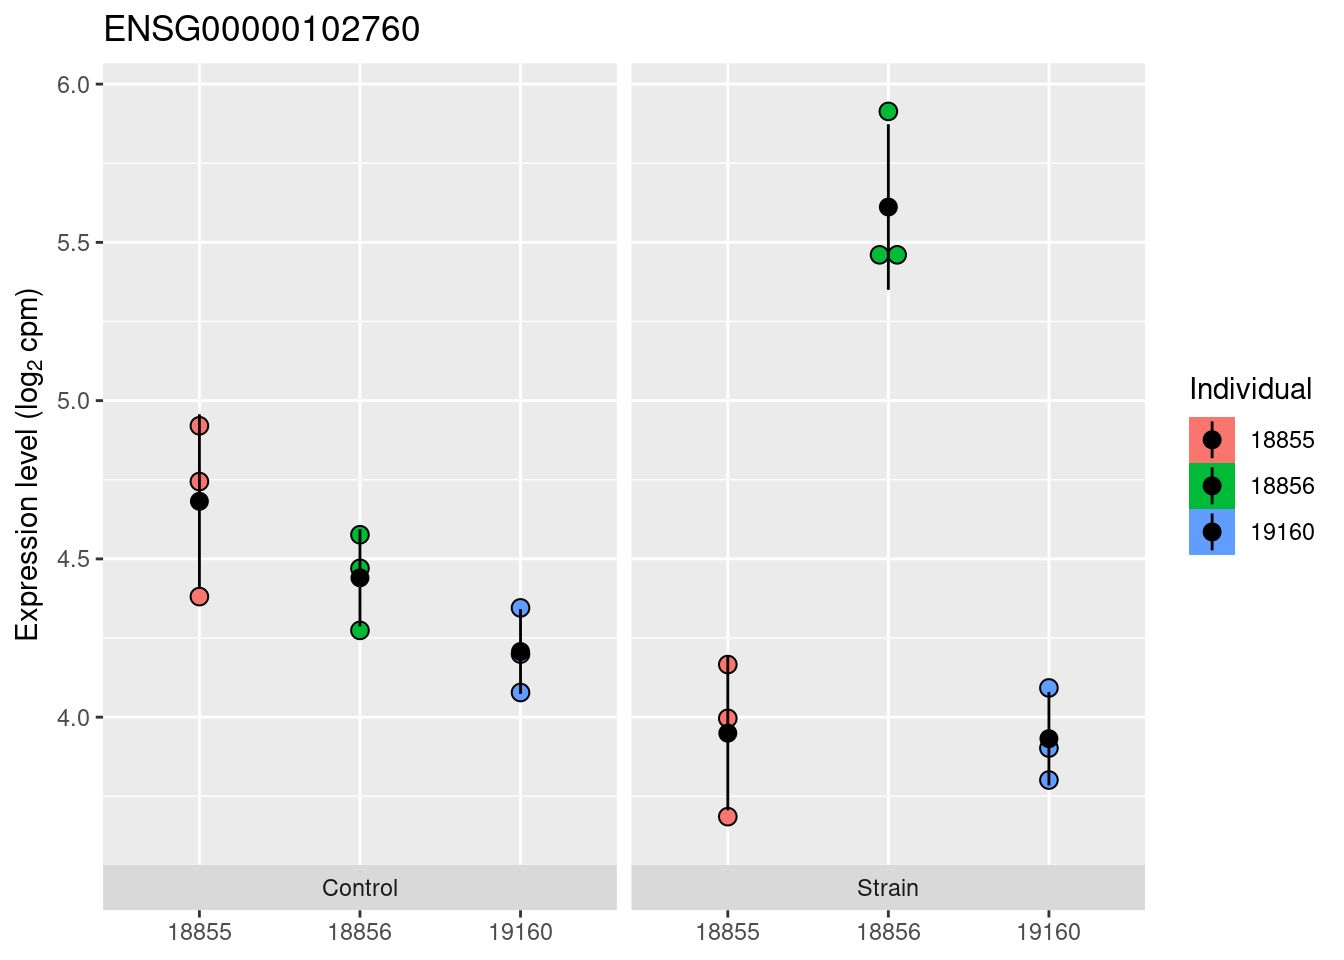 ENSG00000102760
6.0
5.5
5.0
4.5
4.0
Expression level (log₂ cpm)
Control
Strain
18855 18856 19160
18855 18856 19160
Individual
18855
18856
19160